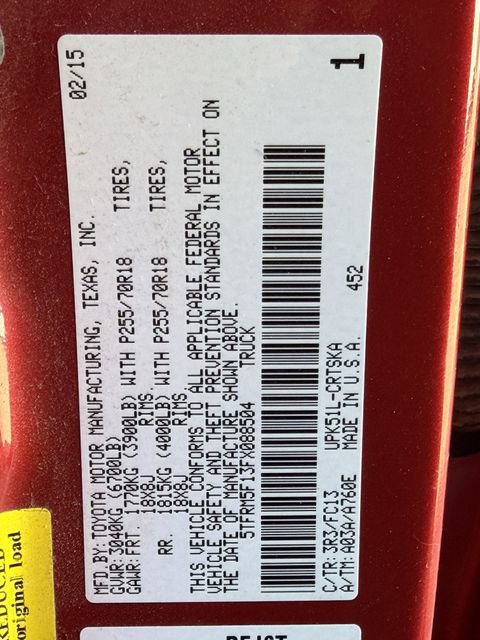 MFD.BY:TOYOTA MOTOR MANUFACTURING, TEXAS, INC. 02/15
GVWR: 3040KG (6700LB)
GAWR: FRT. 1770KG (3900LB) WITH P255/70R18 TIRES,
18X8J RIMS
RR. 1815KG (4000LB) WITH P255/70R18 TIRES,
18X8J RIMS
THIS VEHICLE CONFORMS TO ALL APPLICABLE FEDERAL MOTOR
VEHICLE SAFETY AND THEFT PREVENTION STANDARDS IN EFFECT ON
THE DATE OF MANUFACTURE SHOWN ABOVE.
5TFRM5F13FX088504 TRUCK
1
C/TR: 3R3/FC13 UPK51L-CRTSKA 452
A/TM: A03A/A760E MADE IN U.S.A.
REDUCED
original load